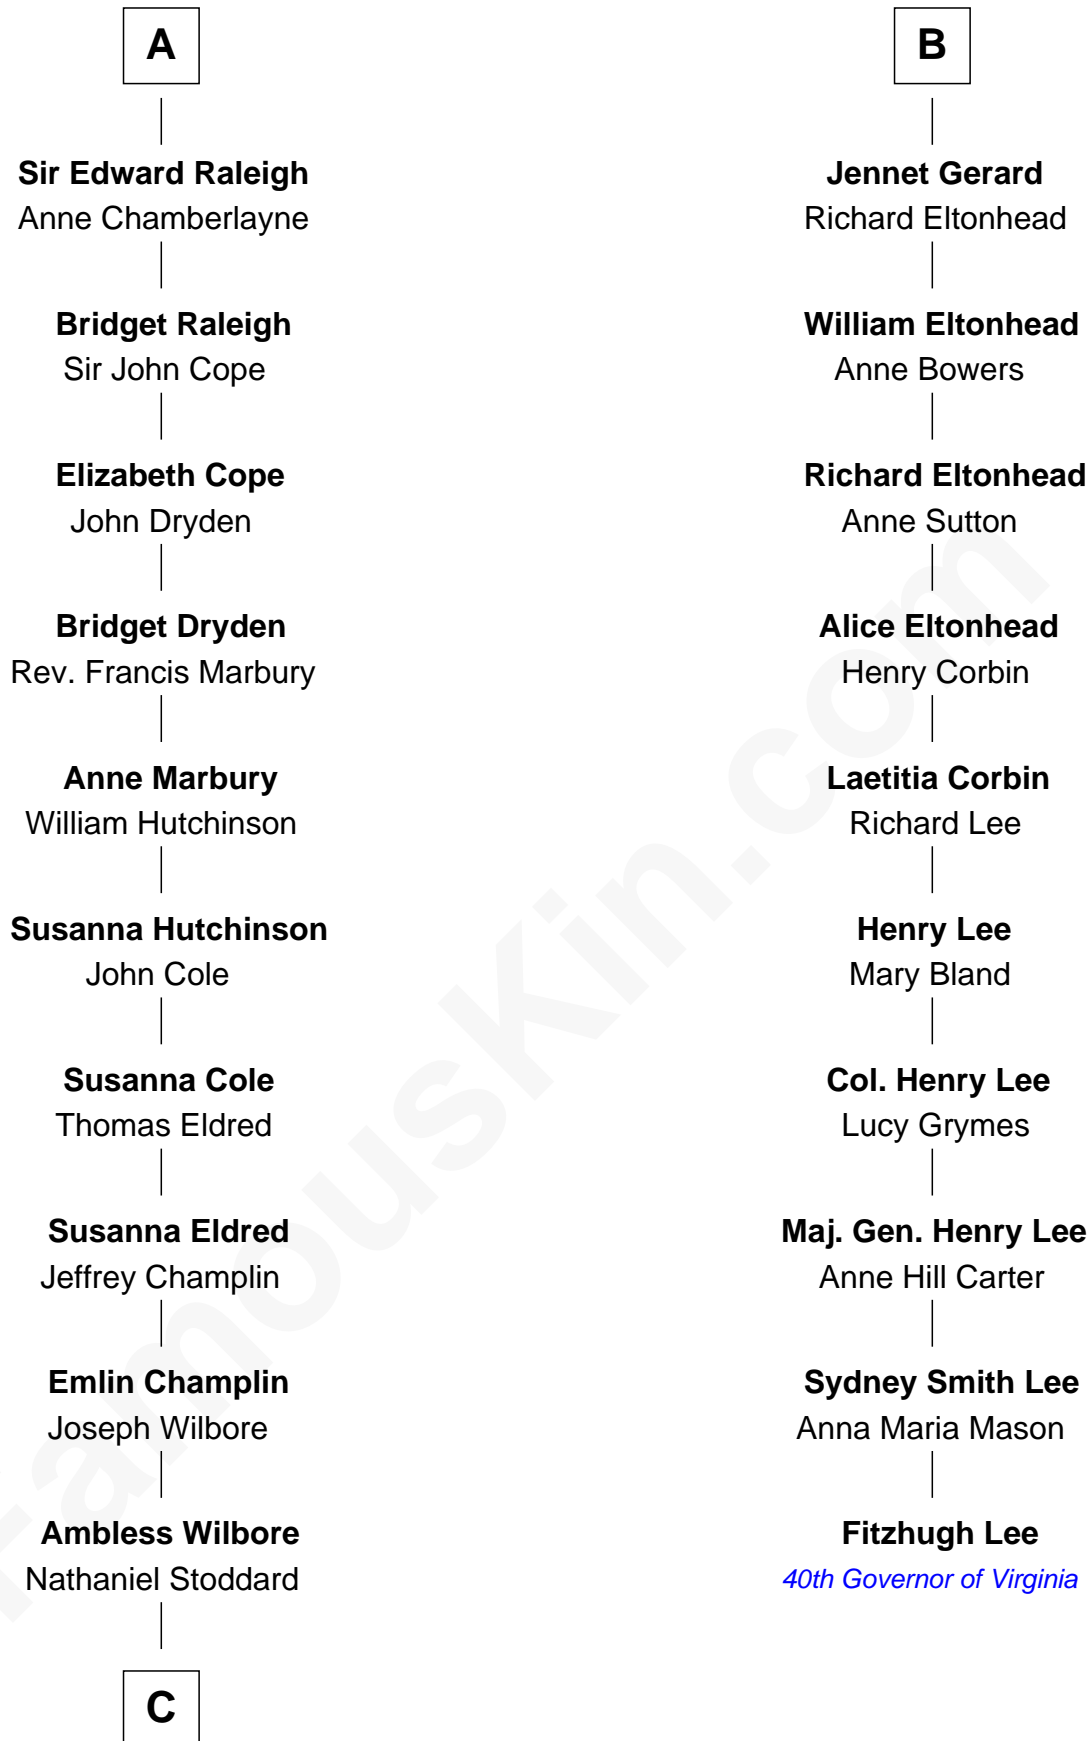 A
Sir Edward Raleigh
Anne Chamberlayne
Bridget Raleigh
Sir John Cope
Elizabeth Cope
John Dryden
Bridget Dryden
Rev. Francis Marbury
Anne Marbury
William Hutchinson
Susanna Hutchinson
John Cole
Susanna Cole
Thomas Eldred
Susanna Eldred
Jeffrey Champlin
Emlin Champlin
Joseph Wilbore
Ambless Wilbore
Nathaniel Stoddard
C
B
Jennet Gerard
Richard Eltonhead
William Eltonhead
Anne Bowers
Richard Eltonhead
Anne Sutton
Alice Eltonhead
Henry Corbin
Laetitia Corbin
Richard Lee
Henry Lee
Mary Bland
Col. Henry Lee
Lucy Grymes
Maj. Gen. Henry Lee
Anne Hill Carter
Sydney Smith Lee
Anna Maria Mason
Fitzhugh Lee
40th Governor of Virginia
FamousKin.com